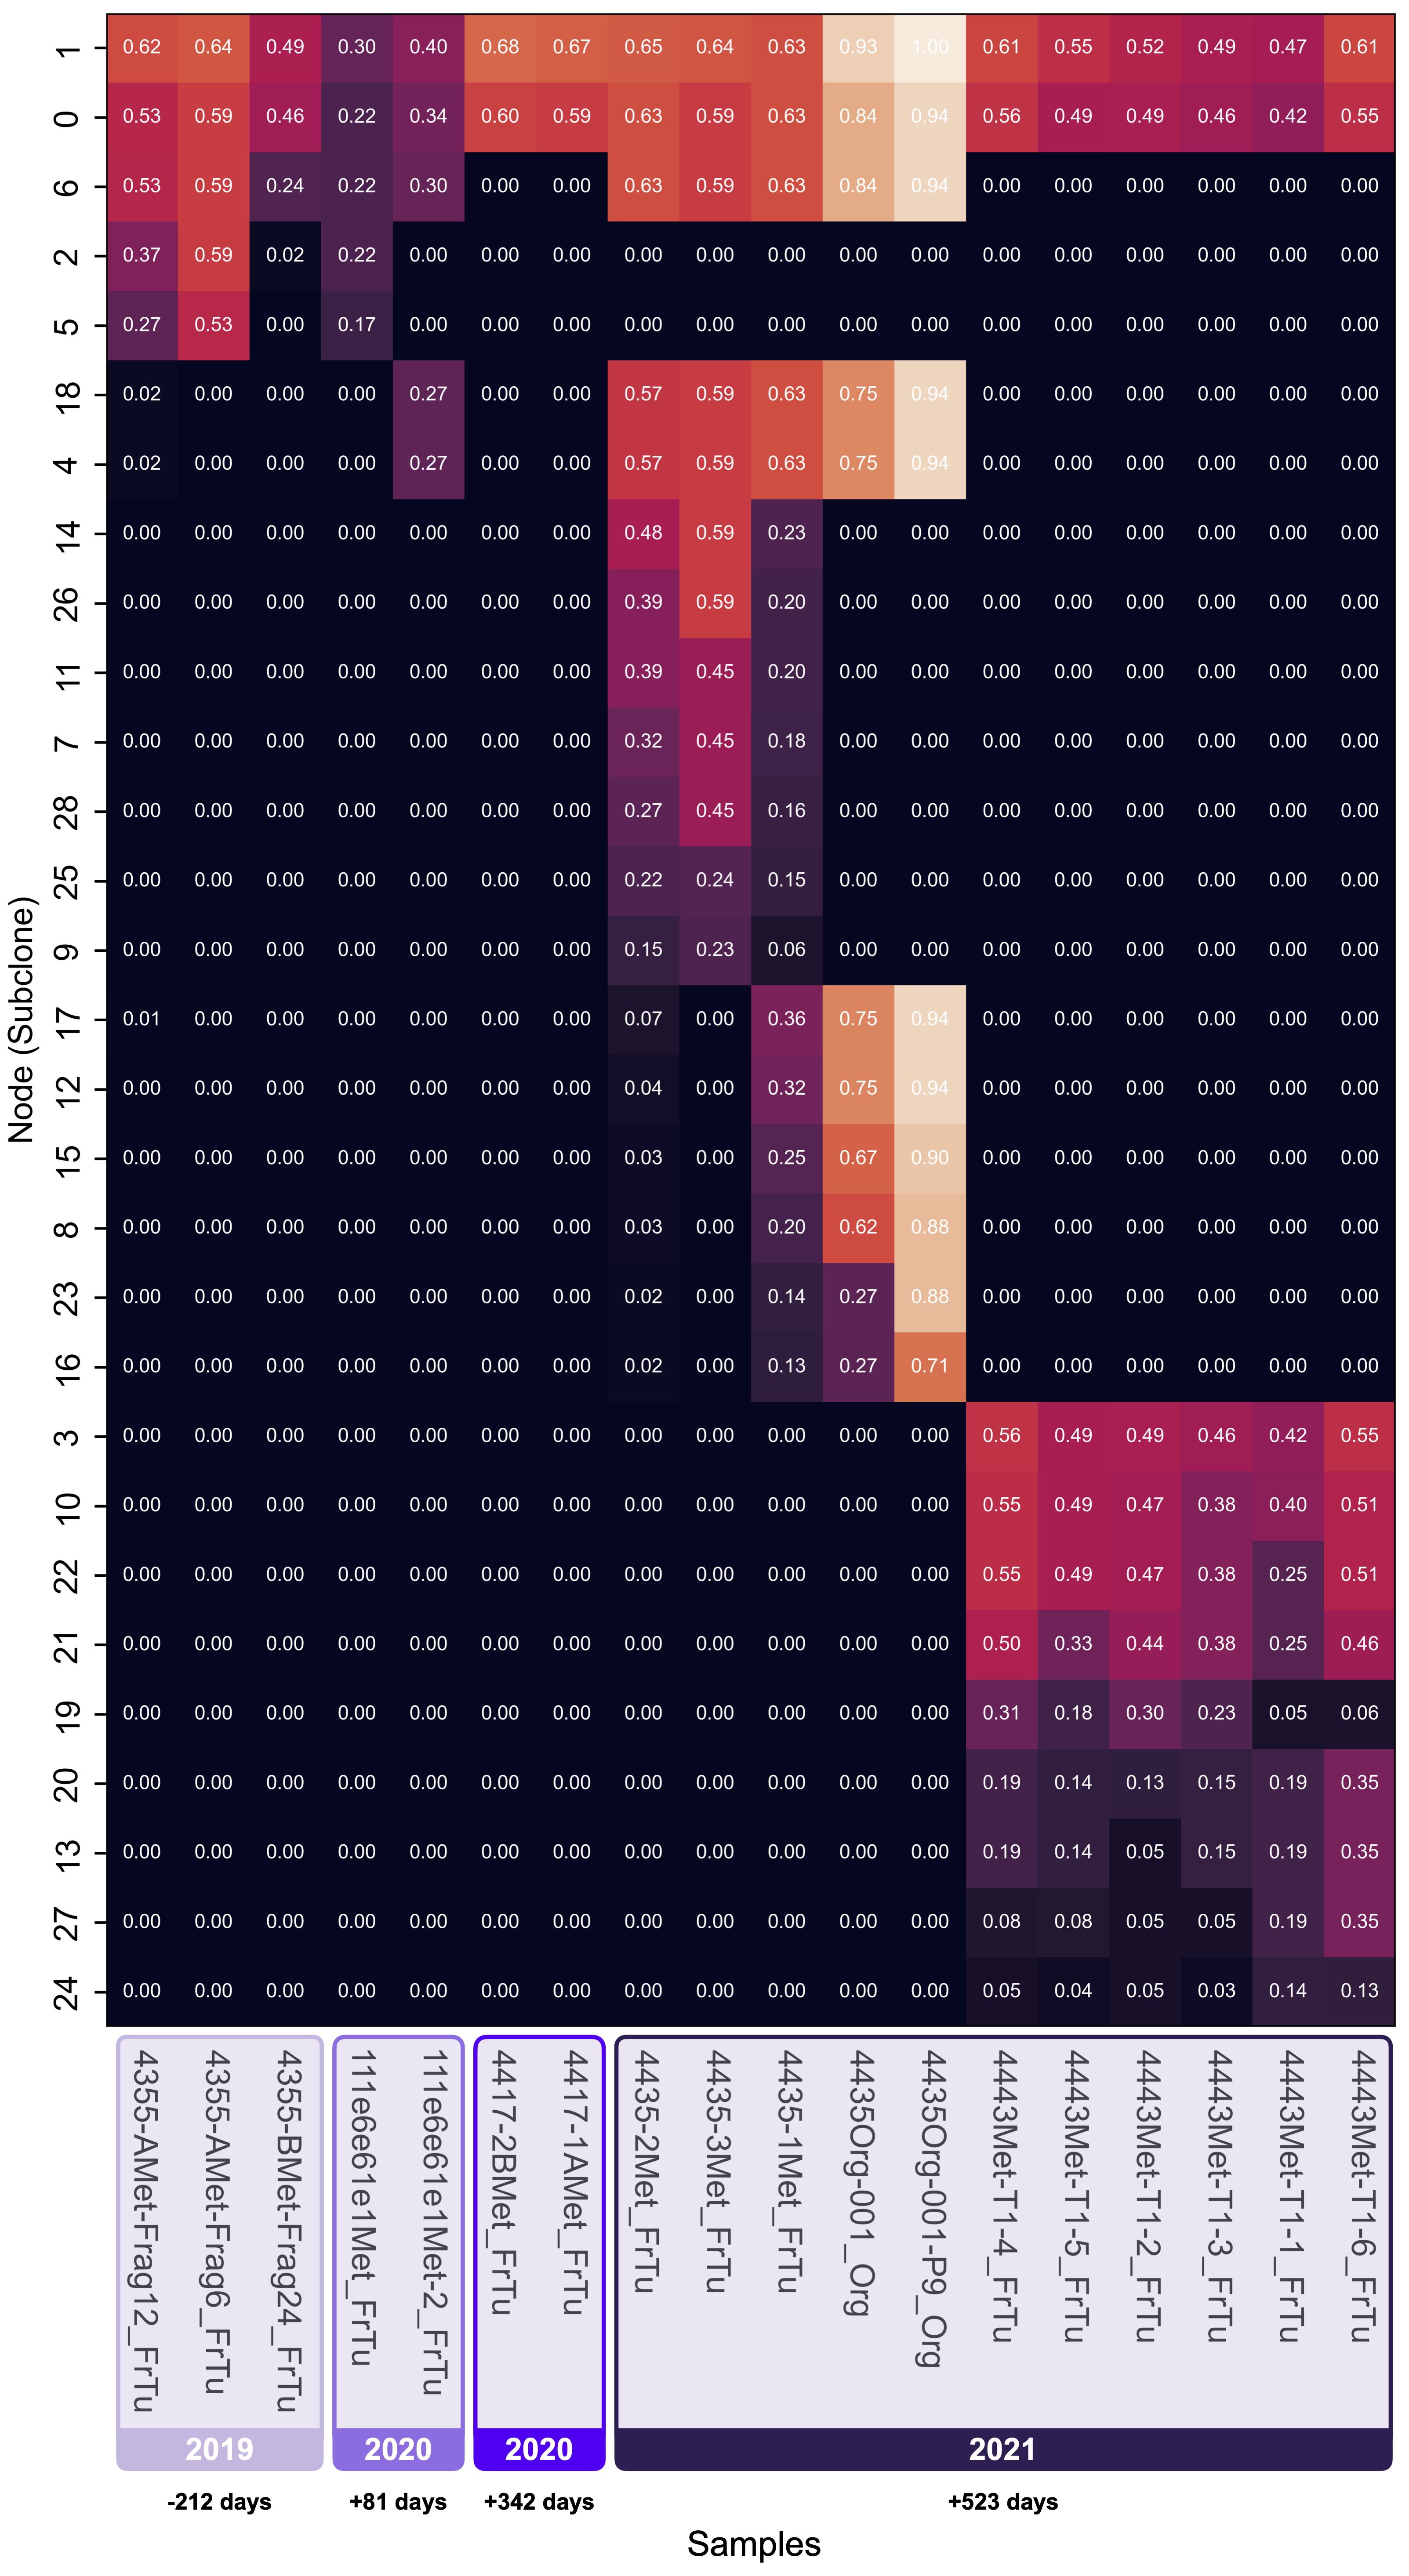 Node (Subclone)
1 0.62 0.64 0.49 0.30 0.40 0.68 0.67 0.65 0.64 0.63 0.93 1.00 0.61 0.55 0.52 0.49 0.47 0.61
0 0.53 0.59 0.46 0.22 0.34 0.60 0.59 0.63 0.59 0.63 0.84 0.94 0.56 0.49 0.49 0.46 0.42 0.55
6 0.53 0.59 0.24 0.22 0.30 0.00 0.00 0.63 0.59 0.63 0.84 0.94 0.00 0.00 0.00 0.00 0.00 0.00
2 0.37 0.59 0.02 0.22 0.00 0.00 0.00 0.00 0.00 0.00 0.00 0.00 0.00 0.00 0.00 0.00 0.00 0.00
5 0.27 0.53 0.00 0.17 0.00 0.00 0.00 0.00 0.00 0.00 0.00 0.00 0.00 0.00 0.00 0.00 0.00 0.00
18 0.02 0.00 0.00 0.00 0.27 0.00 0.00 0.57 0.59 0.63 0.75 0.94 0.00 0.00 0.00 0.00 0.00 0.00
4 0.02 0.00 0.00 0.00 0.27 0.00 0.00 0.57 0.59 0.63 0.75 0.94 0.00 0.00 0.00 0.00 0.00 0.00
14 0.00 0.00 0.00 0.00 0.00 0.00 0.00 0.48 0.59 0.23 0.00 0.00 0.00 0.00 0.00 0.00 0.00 0.00
26 0.00 0.00 0.00 0.00 0.00 0.00 0.00 0.39 0.59 0.20 0.00 0.00 0.00 0.00 0.00 0.00 0.00 0.00
11 0.00 0.00 0.00 0.00 0.00 0.00 0.00 0.39 0.45 0.20 0.00 0.00 0.00 0.00 0.00 0.00 0.00 0.00
7 0.00 0.00 0.00 0.00 0.00 0.00 0.00 0.32 0.45 0.18 0.00 0.00 0.00 0.00 0.00 0.00 0.00 0.00
28 0.00 0.00 0.00 0.00 0.00 0.00 0.00 0.27 0.45 0.16 0.00 0.00 0.00 0.00 0.00 0.00 0.00 0.00
25 0.00 0.00 0.00 0.00 0.00 0.00 0.00 0.22 0.24 0.15 0.00 0.00 0.00 0.00 0.00 0.00 0.00 0.00
9 0.00 0.00 0.00 0.00 0.00 0.00 0.00 0.15 0.23 0.06 0.00 0.00 0.00 0.00 0.00 0.00 0.00 0.00
17 0.01 0.00 0.00 0.00 0.00 0.00 0.00 0.07 0.00 0.36 0.75 0.94 0.00 0.00 0.00 0.00 0.00 0.00
12 0.00 0.00 0.00 0.00 0.00 0.00 0.00 0.04 0.00 0.32 0.75 0.94 0.00 0.00 0.00 0.00 0.00 0.00
15 0.00 0.00 0.00 0.00 0.00 0.00 0.00 0.03 0.00 0.25 0.67 0.90 0.00 0.00 0.00 0.00 0.00 0.00
8 0.00 0.00 0.00 0.00 0.00 0.00 0.00 0.03 0.00 0.20 0.62 0.88 0.00 0.00 0.00 0.00 0.00 0.00
23 0.00 0.00 0.00 0.00 0.00 0.00 0.00 0.02 0.00 0.14 0.27 0.88 0.00 0.00 0.00 0.00 0.00 0.00
16 0.00 0.00 0.00 0.00 0.00 0.00 0.00 0.02 0.00 0.13 0.27 0.71 0.00 0.00 0.00 0.00 0.00 0.00
3 0.00 0.00 0.00 0.00 0.00 0.00 0.00 0.00 0.00 0.00 0.00 0.00 0.56 0.49 0.49 0.46 0.42 0.55
10 0.00 0.00 0.00 0.00 0.00 0.00 0.00 0.00 0.00 0.00 0.00 0.00 0.55 0.49 0.47 0.38 0.40 0.51
22 0.00 0.00 0.00 0.00 0.00 0.00 0.00 0.00 0.00 0.00 0.00 0.00 0.55 0.49 0.47 0.38 0.25 0.51
21 0.00 0.00 0.00 0.00 0.00 0.00 0.00 0.00 0.00 0.00 0.00 0.00 0.50 0.33 0.44 0.38 0.25 0.46
19 0.00 0.00 0.00 0.00 0.00 0.00 0.00 0.00 0.00 0.00 0.00 0.00 0.31 0.18 0.30 0.23 0.05 0.06
20 0.00 0.00 0.00 0.00 0.00 0.00 0.00 0.00 0.00 0.00 0.00 0.00 0.19 0.14 0.13 0.15 0.19 0.35
13 0.00 0.00 0.00 0.00 0.00 0.00 0.00 0.00 0.00 0.00 0.00 0.00 0.19 0.14 0.05 0.15 0.19 0.35
27 0.00 0.00 0.00 0.00 0.00 0.00 0.00 0.00 0.00 0.00 0.00 0.00 0.08 0.08 0.05 0.05 0.19 0.35
24 0.00 0.00 0.00 0.00 0.00 0.00 0.00 0.00 0.00 0.00 0.00 0.00 0.05 0.04 0.05 0.03 0.14 0.13
4355-AMet-Frag12_FrTu
4355-AMet-Frag6_FrTu
4355-BMet-Frag24_FrTu
111e6e61e1Met_FrTu
111e6e61e1Met-2_FrTu
4417-2BMet_FrTu
4417-1AMet_FrTu
4435-2Met_FrTu
4435-3Met_FrTu
4435-1Met_FrTu
4435Org-001_Org
4435Org-001-P9_Org
4443Met-T1-4_FrTu
4443Met-T1-5_FrTu
4443Met-T1-2_FrTu
4443Met-T1-3_FrTu
4443Met-T1-1_FrTu
4443Met-T1-6_FrTu
2019 2020 2020 2021
-212 days +81 days +342 days +523 days
Samples